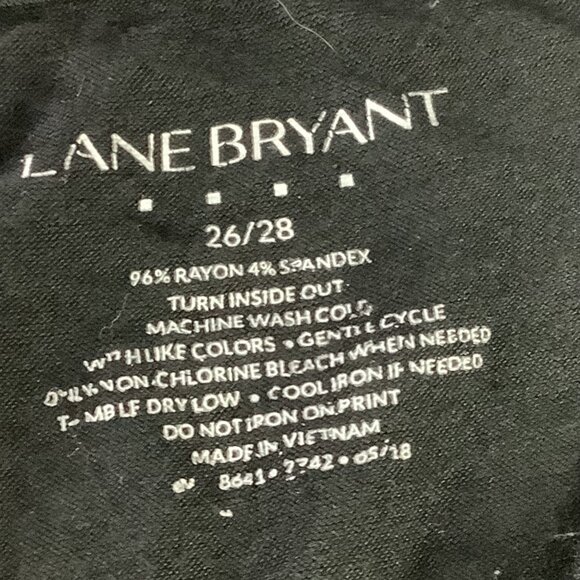 LANE BRYANT
26/28
96% RAYON 4% SPANDEX
TURN INSIDE OUT
MACHINE WASH COLD
WITH LIKE COLORS • GENTLE CYCLE
ONLY NON-CHLORINE BLEACH WHEN NEEDED
TUMBLE DRY LOW • COOL IRON IF NEEDED
DO NOT IRON ON PRINT
MADE IN VIETNAM
8641 • 2742 • 05/18